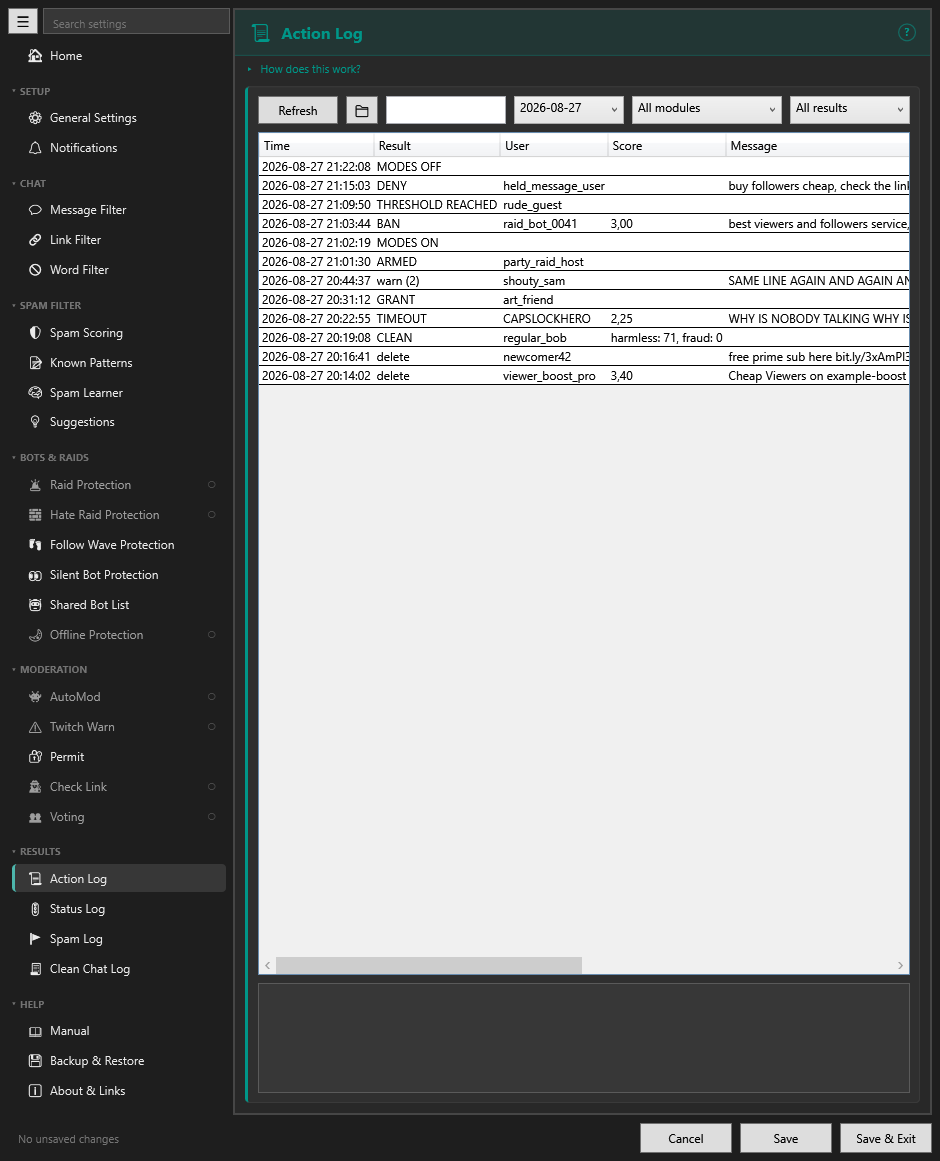 Search settings
Home
SETUP
General Settings
Notifications
CHAT
Message Filter
Link Filter
Word Filter
SPAM FILTER
Spam Scoring
Known Patterns
Spam Learner
Suggestions
BOTS & RAIDS
Raid Protection
Hate Raid Protection
Follow Wave Protection
Silent Bot Protection
Shared Bot List
Offline Protection
MODERATION
AutoMod
Twitch Warn
Permit
Check Link
Voting
RESULTS
Action Log
Status Log
Spam Log
Clean Chat Log
HELP
Manual
Backup & Restore
About & Links
No unsaved changes
Action Log ?
How does this work?
Refresh 2026-08-27 All modules All results
Time Result User Score Message
2026-08-27 21:22:08 MODES OFF
2026-08-27 21:15:03 DENY held_message_user buy followers cheap, check the link
2026-08-27 21:09:50 THRESHOLD REACHED rude_guest
2026-08-27 21:03:44 BAN raid_bot_0041 3,00 best viewers and followers service,
2026-08-27 21:02:19 MODES ON
2026-08-27 21:01:30 ARMED party_raid_host
2026-08-27 20:44:37 warn (2) shouty_sam SAME LINE AGAIN AND AGAIN AN
2026-08-27 20:31:12 GRANT art_friend
2026-08-27 20:22:55 TIMEOUT CAPSLOCKHERO 2,25 WHY IS NOBODY TALKING WHY IS
2026-08-27 20:19:08 CLEAN regular_bob harmless: 71, fraud: 0
2026-08-27 20:16:41 delete newcomer42 free prime sub here bit.ly/3xAmPl3
2026-08-27 20:14:02 delete viewer_boost_pro 3,40 Cheap Viewers on example-boost
Cancel Save Save & Exit